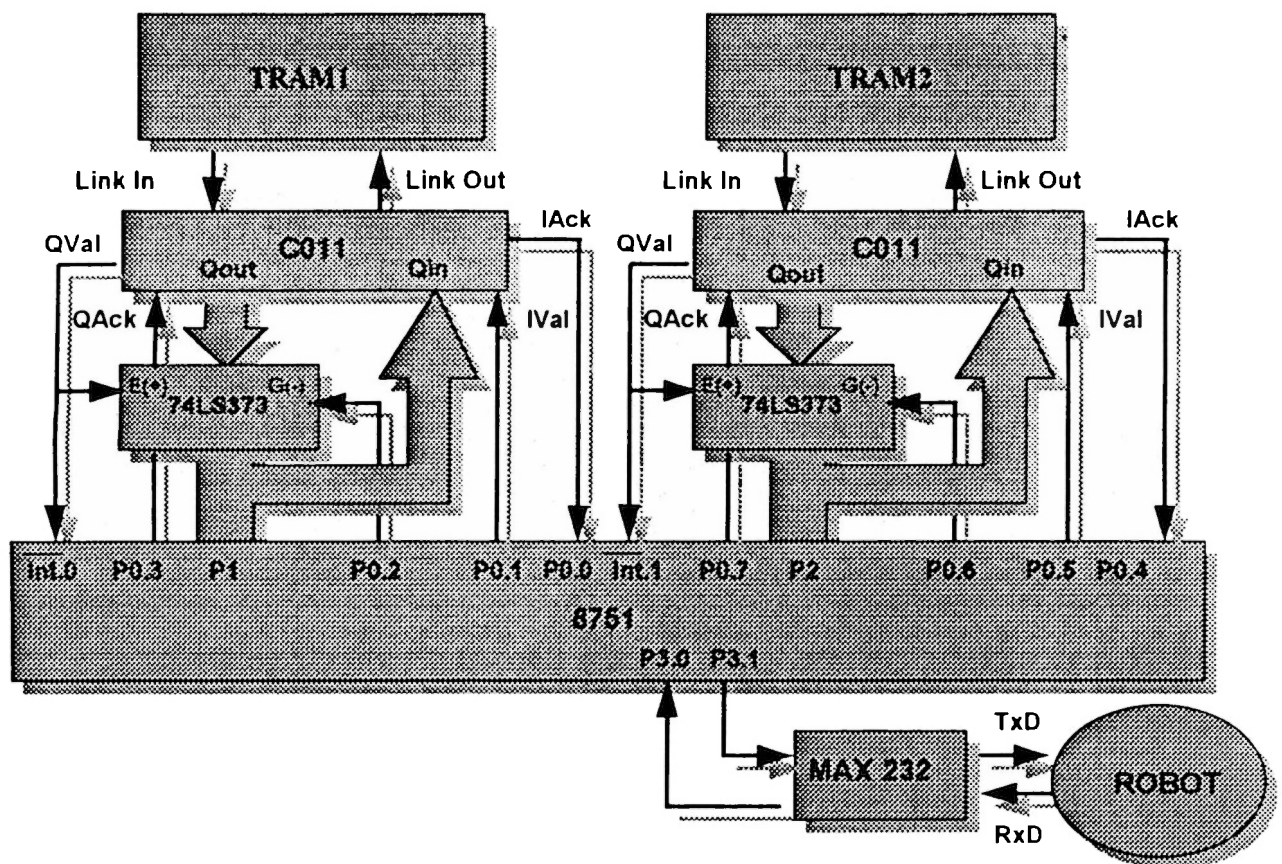 TRAM1 TRAM2
Link In Link Out Link In Link Out
QVal C011 IAck QVal C011 IAck
Qout Qin Qout Qin
QAck IVal QAck IVal
E(+) 74LS373 G(-) E(+) 74LS373 G(-)
Int.0 P0.3 P1 P0.2 P0.1 P0.0 Int.1 P0.7 P2 P0.6 P0.5 P0.4
8751
P3.0 P3.1
TxD
MAX 232 ROBOT
RxD